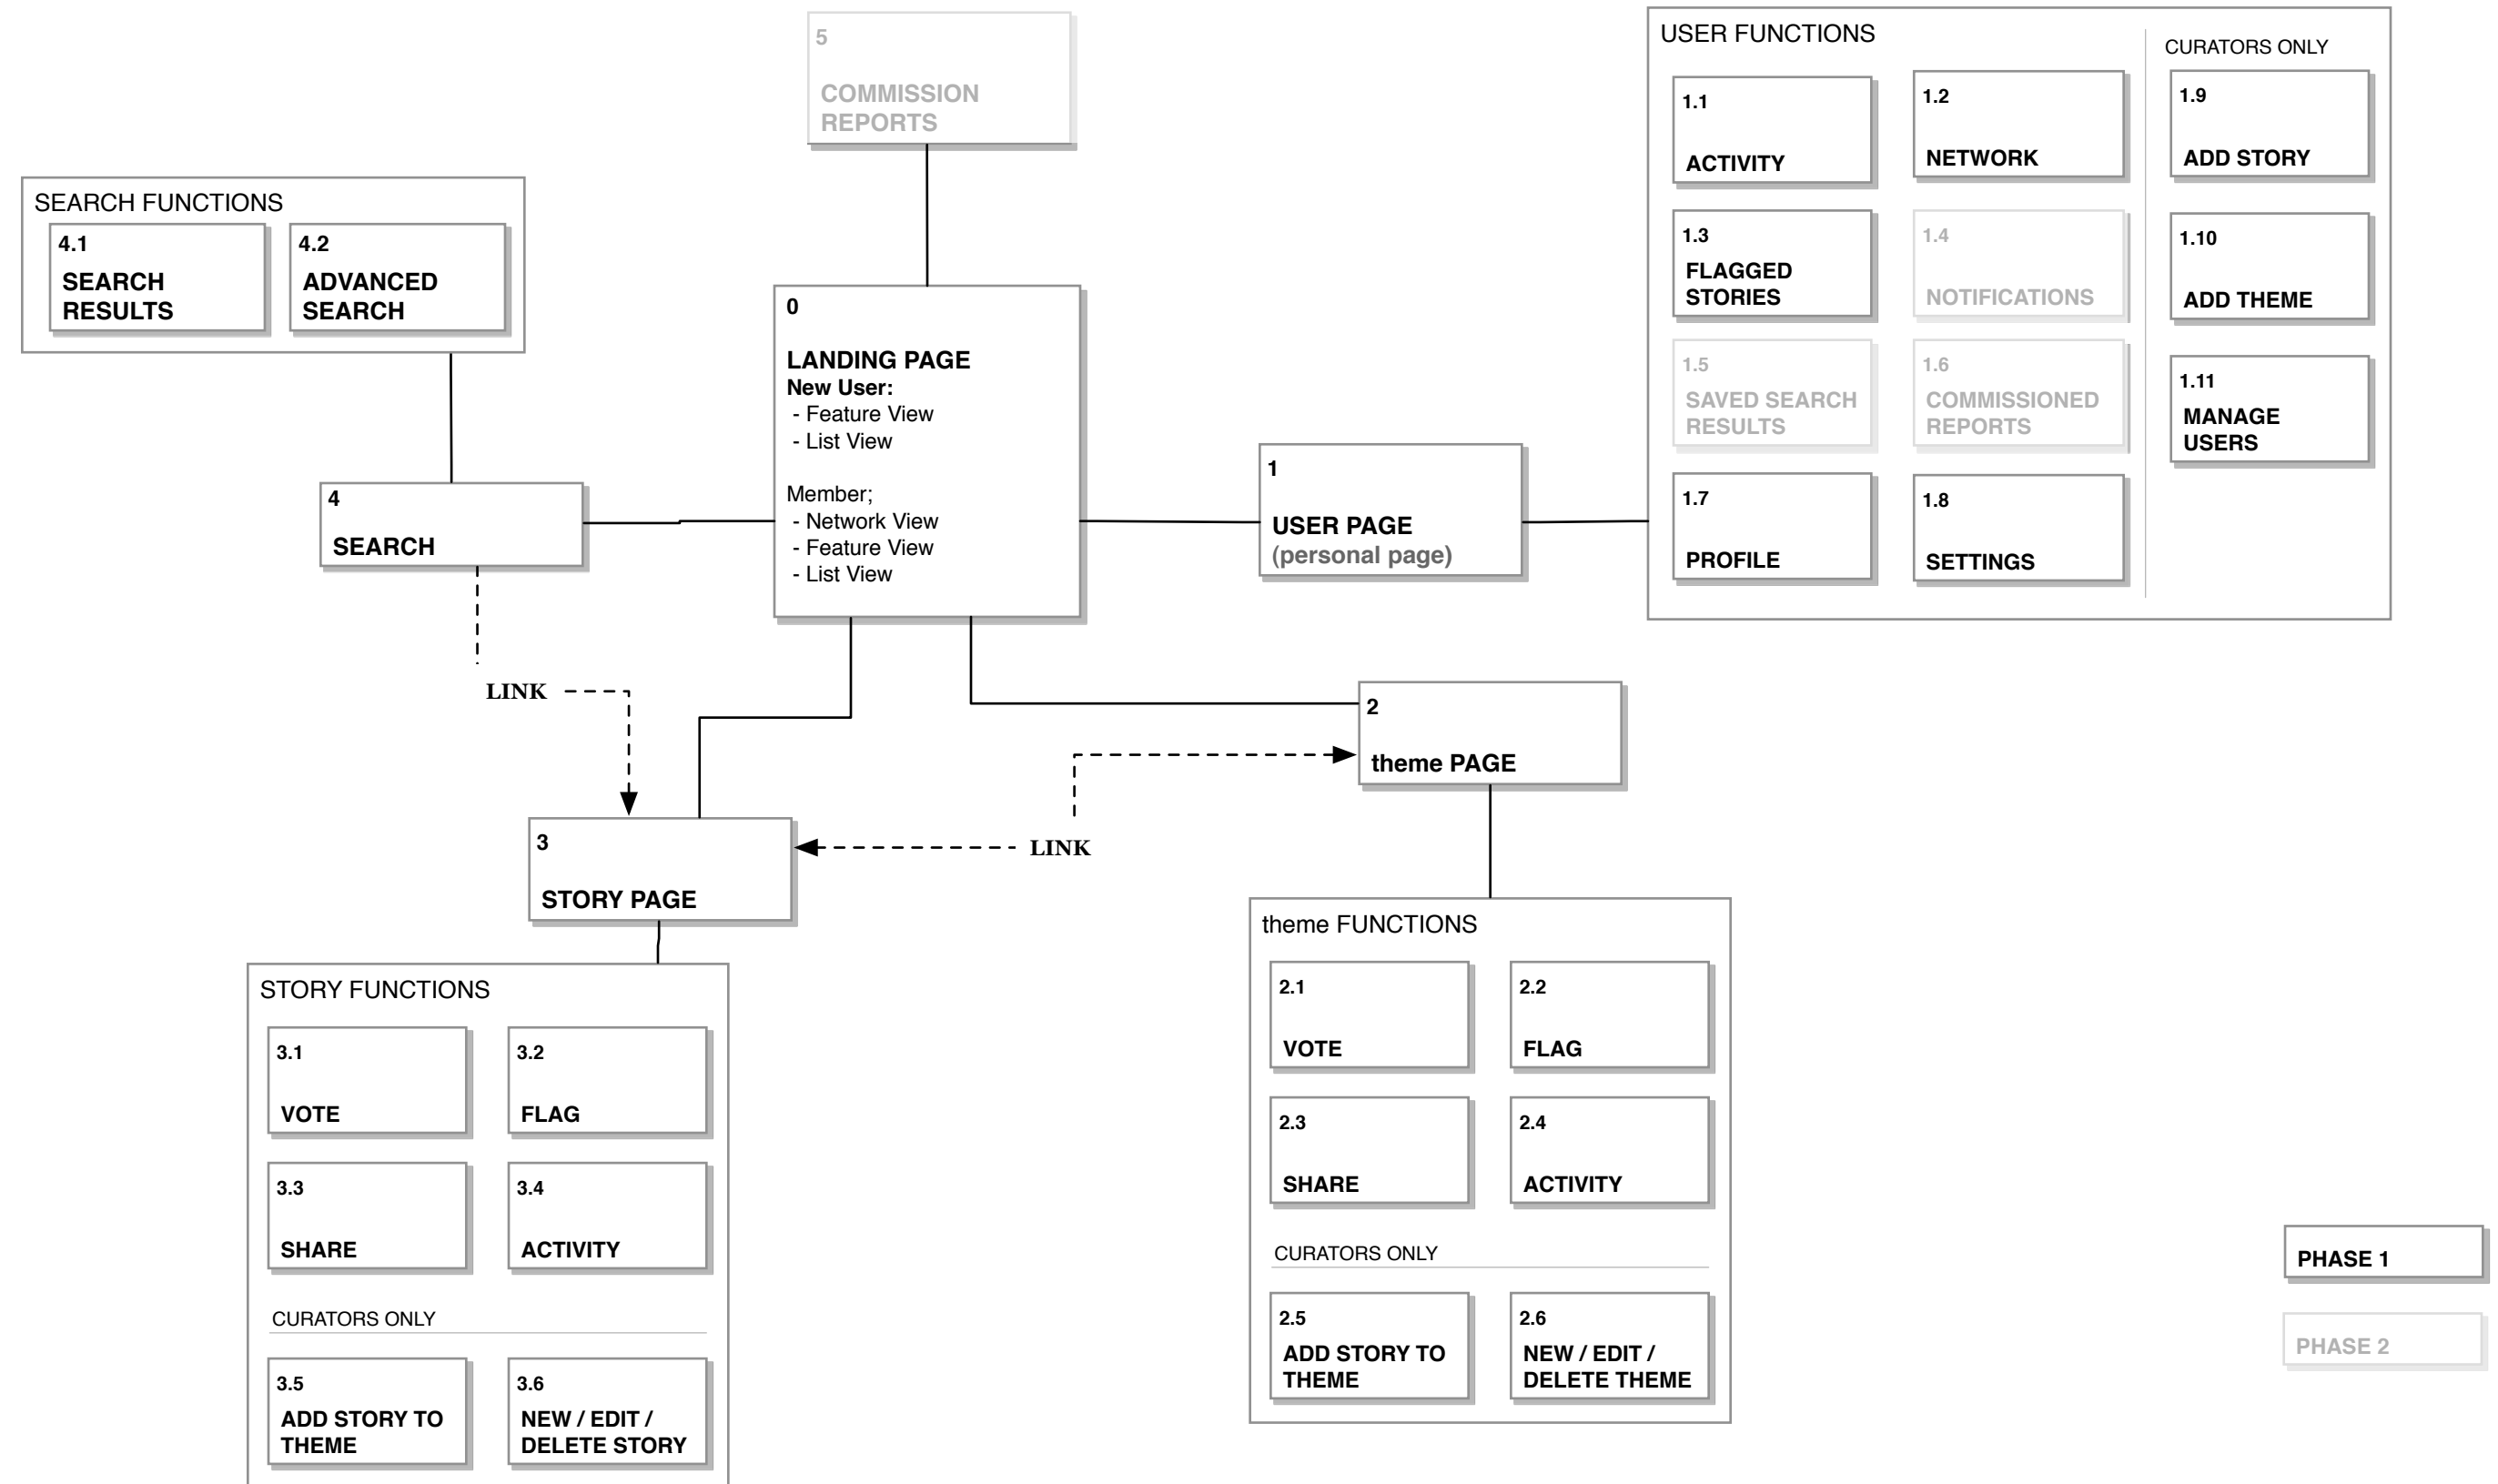 5
COMMISSION
REPORTS
SEARCH FUNCTIONS
4.1
SEARCH
RESULTS
4.2
ADVANCED
SEARCH
4
SEARCH
0
LANDING PAGE
New User:
- Feature View
- List View
Member;
- Network View
- Feature View
- List View
1
USER PAGE
(personal page)
USER FUNCTIONS
1.1
ACTIVITY
1.2
NETWORK
1.3
FLAGGED
STORIES
1.4
NOTIFICATIONS
1.5
SAVED SEARCH
RESULTS
1.6
COMMISSIONED
REPORTS
1.7
PROFILE
1.8
SETTINGS
CURATORS ONLY
1.9
ADD STORY
1.10
ADD THEME
1.11
MANAGE
USERS
LINK
2
theme PAGE
LINK
3
STORY PAGE
STORY FUNCTIONS
3.1
VOTE
3.2
FLAG
3.3
SHARE
3.4
ACTIVITY
CURATORS ONLY
3.5
ADD STORY TO
THEME
3.6
NEW / EDIT /
DELETE STORY
theme FUNCTIONS
2.1
VOTE
2.2
FLAG
2.3
SHARE
2.4
ACTIVITY
CURATORS ONLY
2.5
ADD STORY TO
THEME
2.6
NEW / EDIT /
DELETE THEME
PHASE 1
PHASE 2